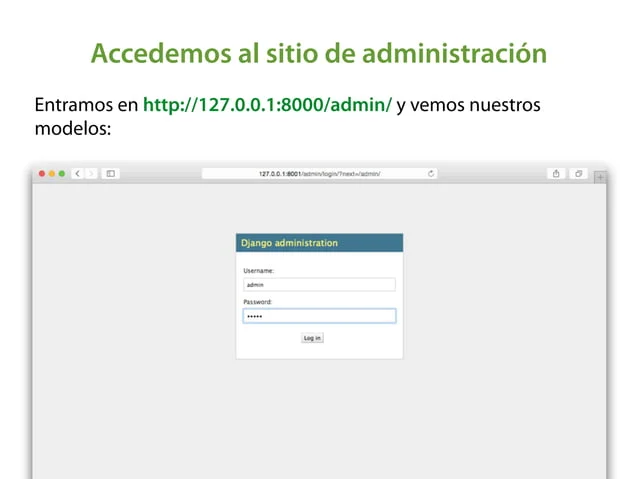 Accedemos al sitio de administración
Entramos en http://127.0.0.1:8000/admin/ y vemos nuestros
modelos:
127.0.0.1:8001/admin/login/?next=/admin/
Django administration
Username:
admin
Password:
•••••
Log in